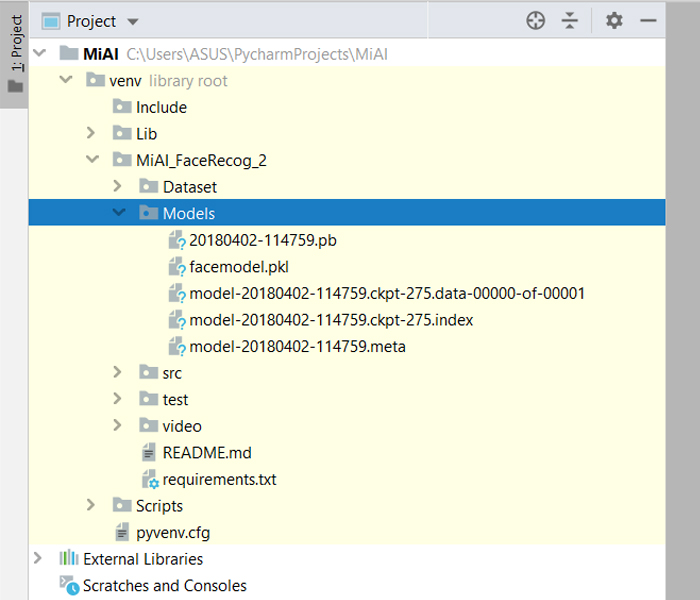 1: Project
Project
MiAI C:\Users\ASUS\PycharmProjects\MiAI
venv library root
Include
Lib
MiAI_FaceRecog_2
Dataset
Models
20180402-114759.pb
facemodel.pkl
model-20180402-114759.ckpt-275.data-00000-of-00001
model-20180402-114759.ckpt-275.index
model-20180402-114759.meta
src
test
video
README.md
requirements.txt
Scripts
pyvenv.cfg
External Libraries
Scratches and Consoles